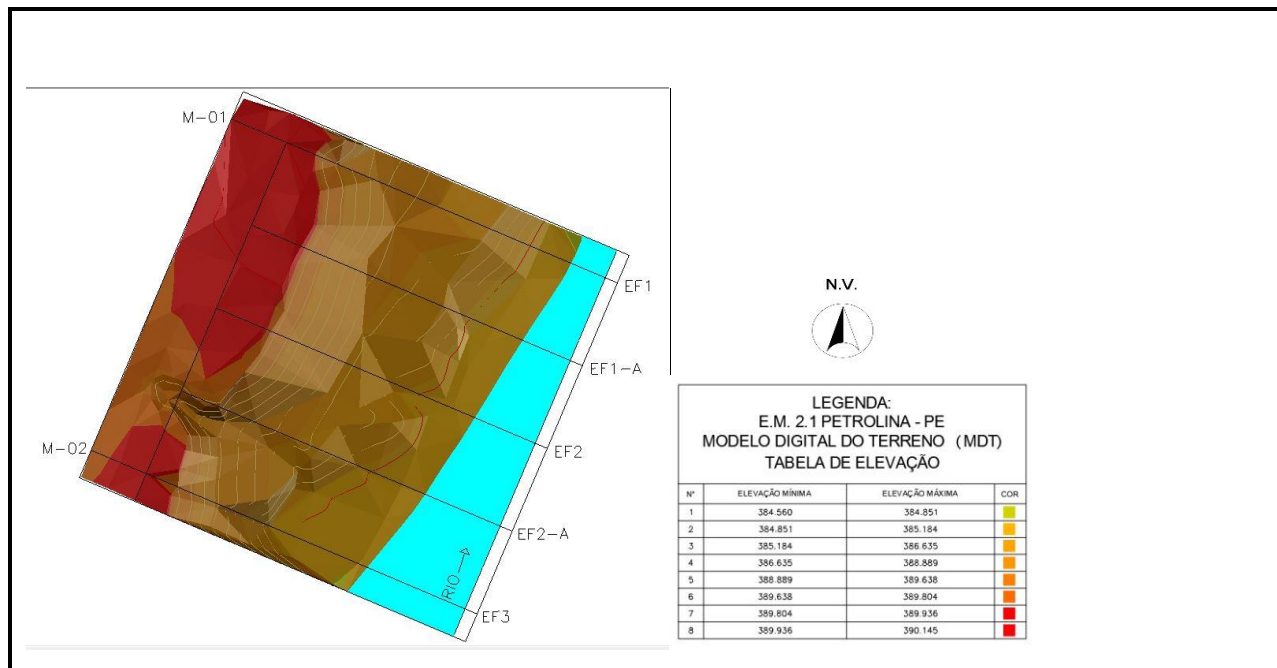 M-01
EF1
EF1-A
M-02
EF2
EF2-A
RIO
EF3
N.V.
LEGENDA:
E.M. 2.1 PETROLINA - PE
MODELO DIGITAL DO TERRENO (MDT)
TABELA DE ELEVAÇÃO
N° ELEVAÇÃO MÍNIMA ELEVAÇÃO MÁXIMA COR
1 384.560 384.851
2 384.851 385.184
3 385.184 386.635
4 386.635 388.889
5 388.889 389.638
6 389.638 389.804
7 389.804 389.936
8 389.936 390.145